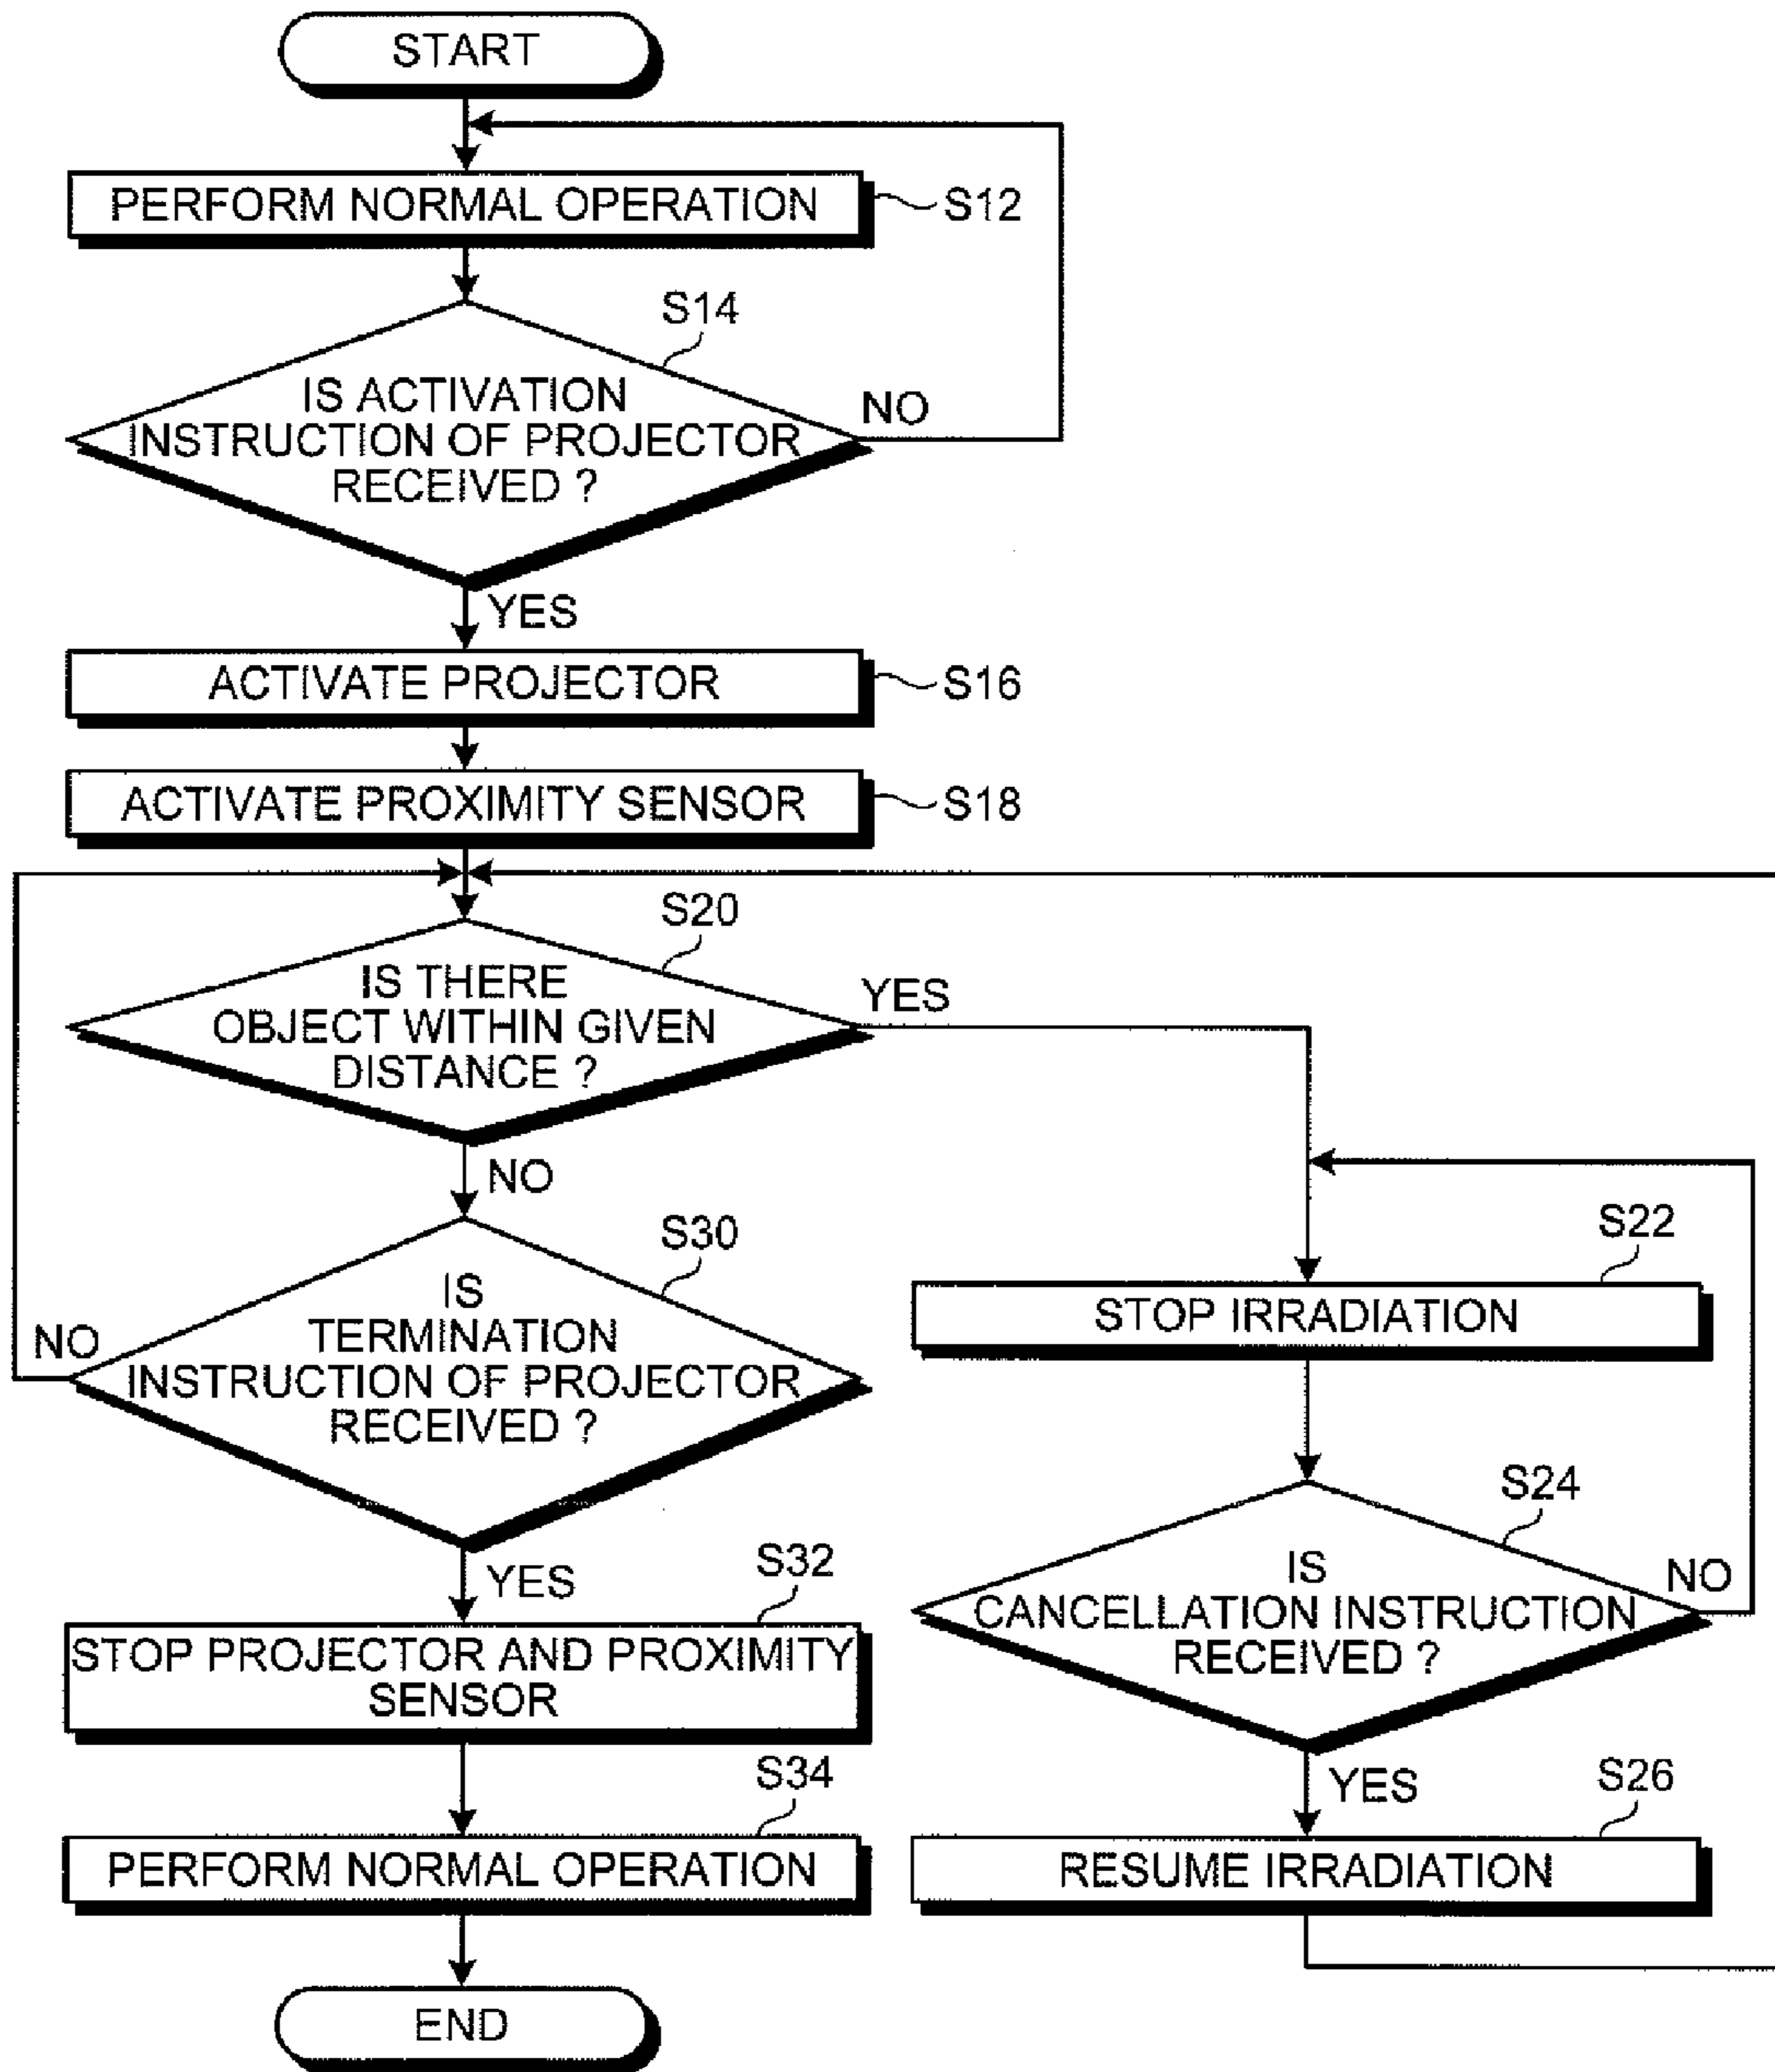 START
PERFORM NORMAL OPERATION
S12
S14
IS ACTIVATION
INSTRUCTION OF PROJECTOR
RECEIVED ?
NO
YES
ACTIVATE PROJECTOR
S16
ACTIVATE PROXIMITY SENSOR
S18
S20
IS THERE
OBJECT WITHIN GIVEN
DISTANCE ?
YES
NO
S30
IS
TERMINATION
INSTRUCTION OF PROJECTOR
RECEIVED ?
NO
YES
S32
STOP PROJECTOR AND PROXIMITY
SENSOR
S34
PERFORM NORMAL OPERATION
END
S22
STOP IRRADIATION
S24
IS
CANCELLATION INSTRUCTION
RECEIVED ?
NO
YES
S26
RESUME IRRADIATION